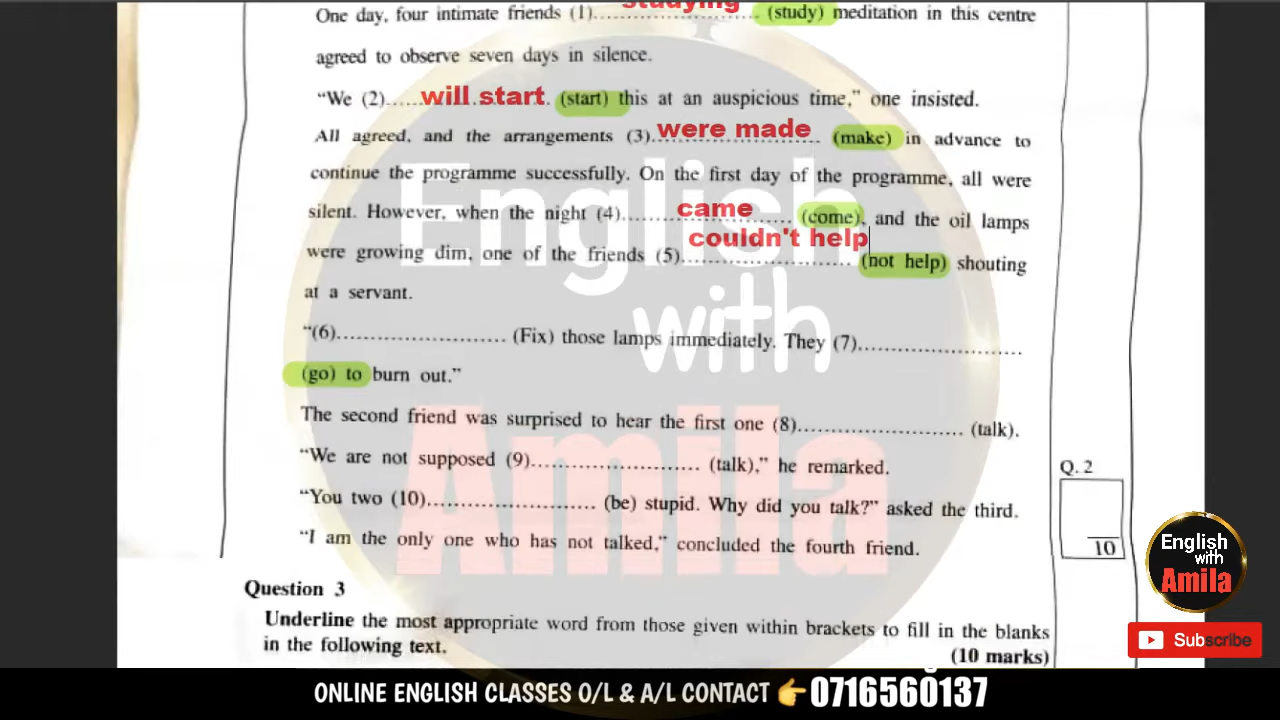 studying
One day, four intimate friends (1)........................... (study) meditation in this centre
agreed to observe seven days in silence.
"We (2).....will start. (start) this at an auspicious time," one insisted.
All agreed, and the arrangements (3).were made (make) in advance to
continue the programme successfully. On the first day of the programme, all were
silent. However, when the night (4)..........came....... (come), and the oil lamps
couldn't help
were growing dim, one of the friends (5)........................... (not help) shouting
at a servant.
"(6)........................... (Fix) those lamps immediately. They (7)...........................
(go) to burn out."
The second friend was surprised to hear the first one (8)........................... (talk).
"We are not supposed (9)........................... (talk)," he remarked.
"You two (10)........................... (be) stupid. Why did you talk?" asked the third.
"I am the only one who has not talked," concluded the fourth friend.
Q. 2
10
Question 3
Underline the most appropriate word from those given within brackets to fill in the blanks
in the following text.
(10 marks)
English
with
Amila
English
with
Amila
Subscribe
ONLINE ENGLISH CLASSES O/L & A/L CONTACT 👉0716560137